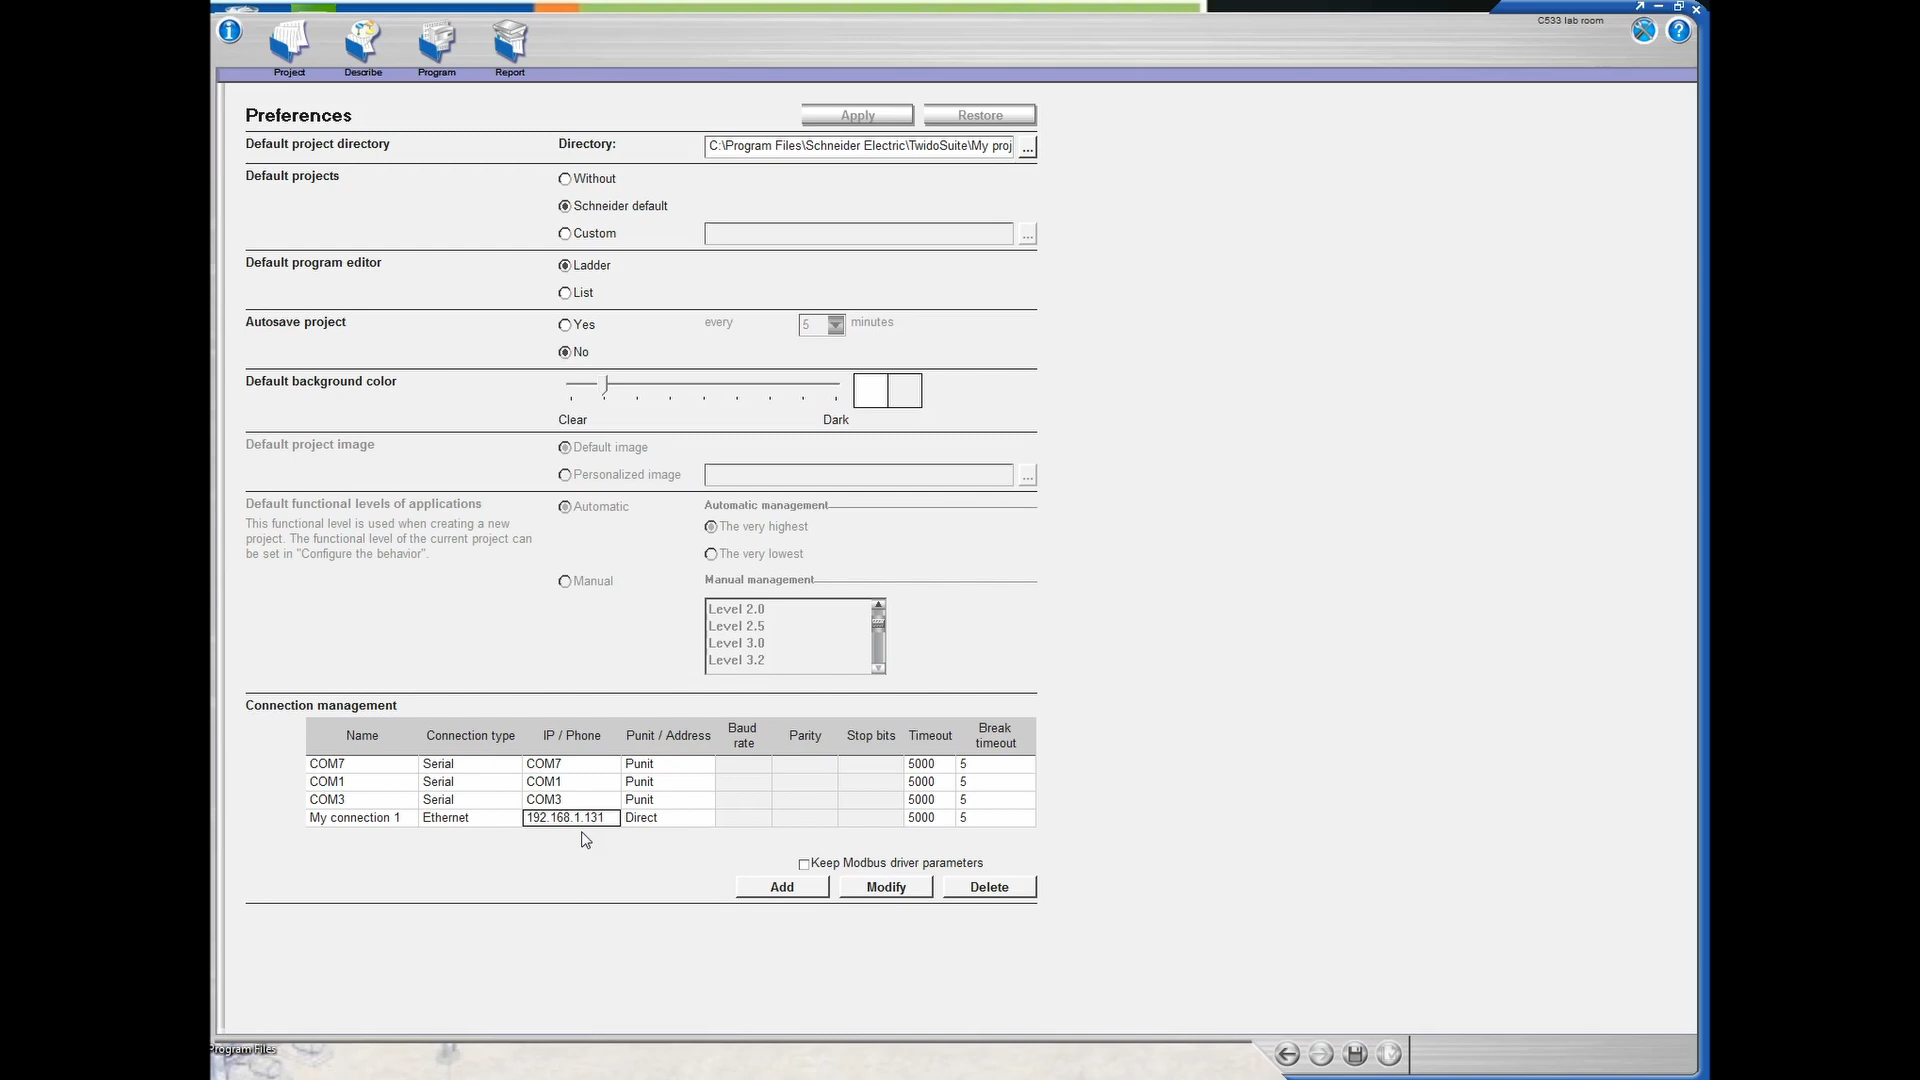 C533 lab room
Project Describe Program Report
Preferences Apply Restore
Default project directory Directory: C:\Program Files\Schneider Electric\TwidoSuite\My proj ...
Default projects Without
Schneider default
Custom ...
Default program editor Ladder
List
Autosave project Yes every 5 minutes
No
Default background color
Clear Dark
Default project image Default image
Personalized image ...
Default functional levels of applications Automatic Automatic management
This functional level is used when creating a new The very highest
project. The functional level of the current project can
be set in "Configure the behavior". The very lowest
Manual Manual management
Level 2.0
Level 2.5
Level 3.0
Level 3.2
Connection management
Name Connection type IP / Phone Punit / Address Baud rate Parity Stop bits Timeout Break timeout
COM7 Serial COM7 Punit 5000 5
COM1 Serial COM1 Punit 5000 5
COM3 Serial COM3 Punit 5000 5
My connection 1 Ethernet 192.168.1.131 Direct 5000 5
Keep Modbus driver parameters
Add Modify Delete
Program Files